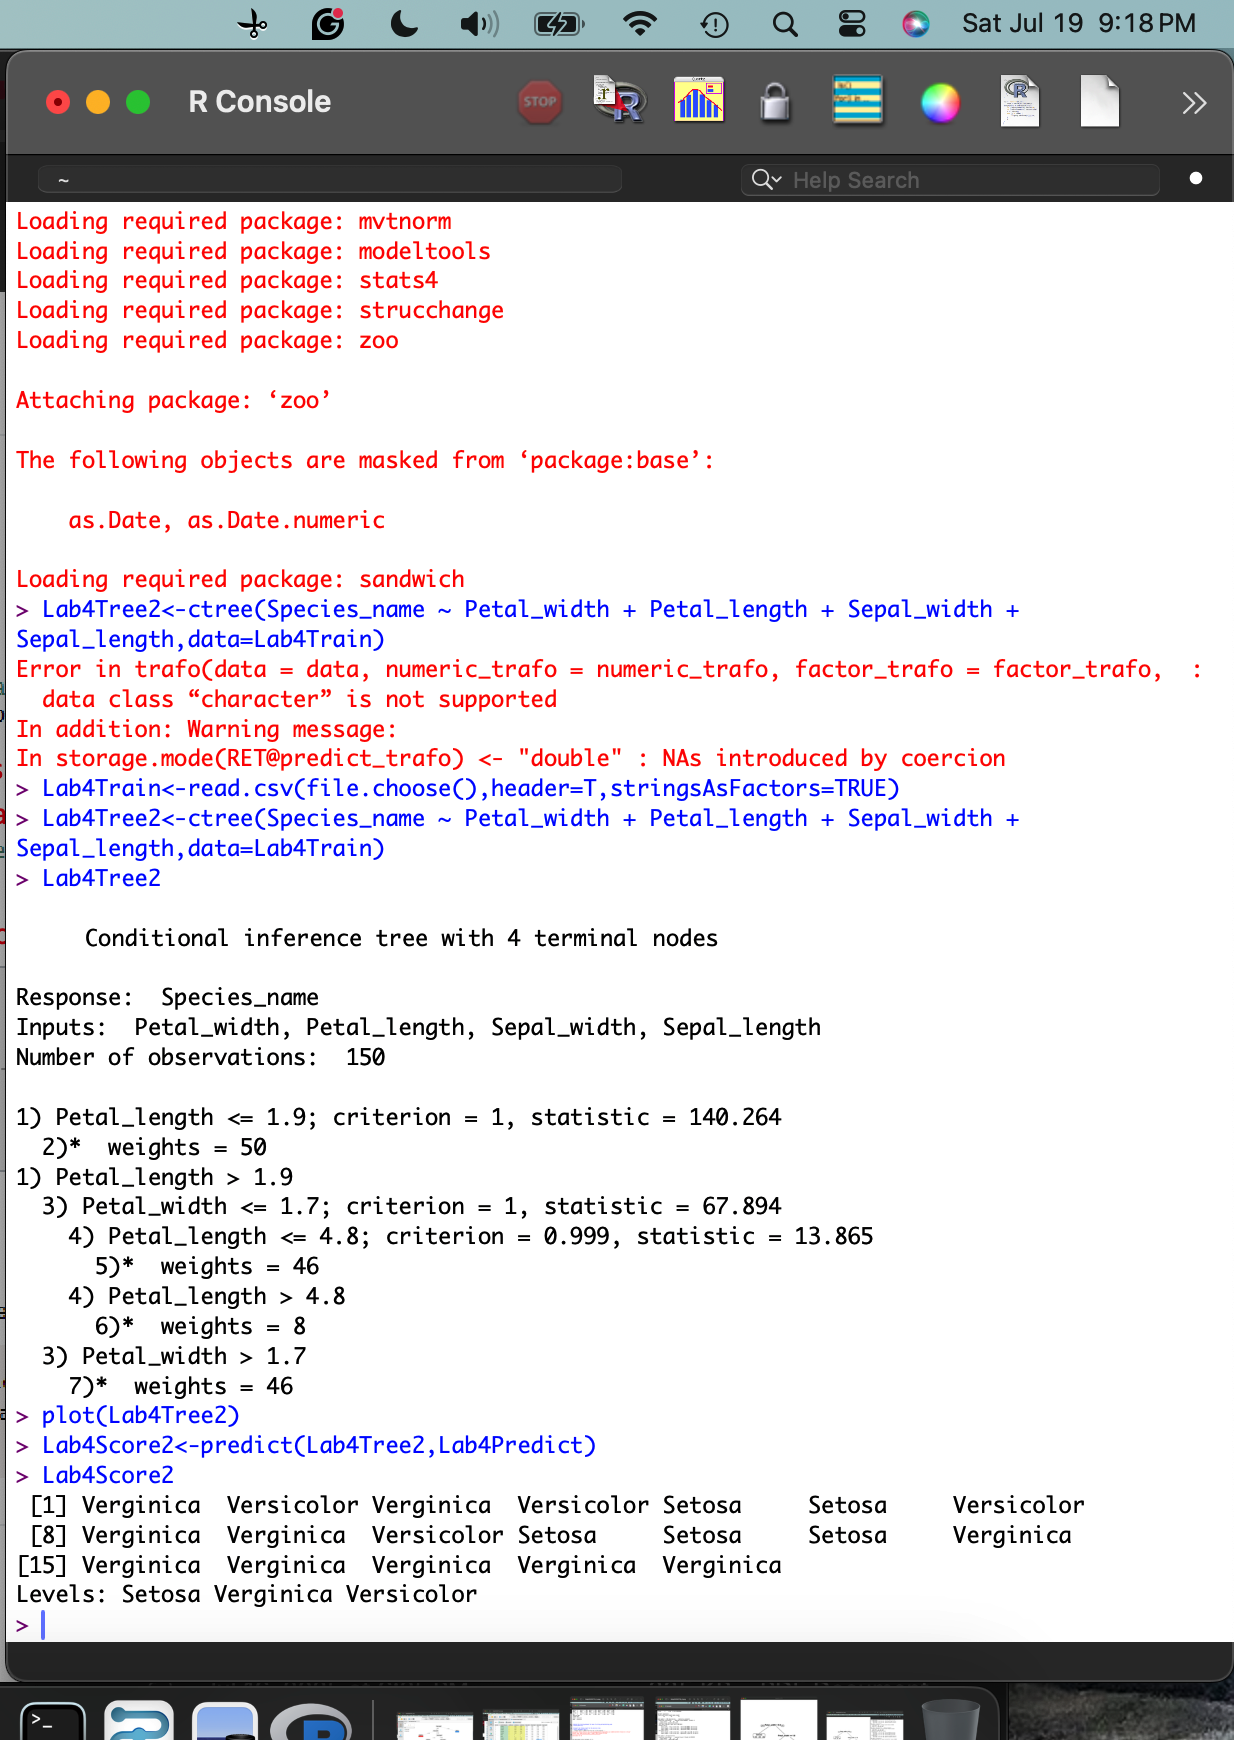 Sat Jul 19 9:18 PM
R Console
STOP
~
Help Search
Loading required package: mvtnorm
Loading required package: modeltools
Loading required package: stats4
Loading required package: strucchange
Loading required package: zoo
Attaching package: ‘zoo’
The following objects are masked from ‘package:base’:
as.Date, as.Date.numeric
Loading required package: sandwich
> Lab4Tree2<-ctree(Species_name ~ Petal_width + Petal_length + Sepal_width +
Sepal_length,data=Lab4Train)
Error in trafo(data = data, numeric_trafo = numeric_trafo, factor_trafo = factor_trafo,  :
data class “character” is not supported
In addition: Warning message:
In storage.mode(RET@predict_trafo) <- "double" : NAs introduced by coercion
> Lab4Train<-read.csv(file.choose(),header=T,stringsAsFactors=TRUE)
> Lab4Tree2<-ctree(Species_name ~ Petal_width + Petal_length + Sepal_width +
Sepal_length,data=Lab4Train)
> Lab4Tree2
Conditional inference tree with 4 terminal nodes
Response:  Species_name
Inputs:  Petal_width, Petal_length, Sepal_width, Sepal_length
Number of observations:  150
1) Petal_length <= 1.9; criterion = 1, statistic = 140.264
2)*  weights = 50
1) Petal_length > 1.9
3) Petal_width <= 1.7; criterion = 1, statistic = 67.894
4) Petal_length <= 4.8; criterion = 0.999, statistic = 13.865
5)*  weights = 46
4) Petal_length > 4.8
6)*  weights = 8
3) Petal_width > 1.7
7)*  weights = 46
> plot(Lab4Tree2)
> Lab4Score2<-predict(Lab4Tree2,Lab4Predict)
> Lab4Score2
[1] Verginica  Versicolor Verginica  Versicolor Setosa     Setosa     Versicolor
[8] Verginica  Verginica  Versicolor Setosa     Setosa     Setosa     Verginica
[15] Verginica  Verginica  Verginica  Verginica  Verginica
Levels: Setosa Verginica Versicolor
>